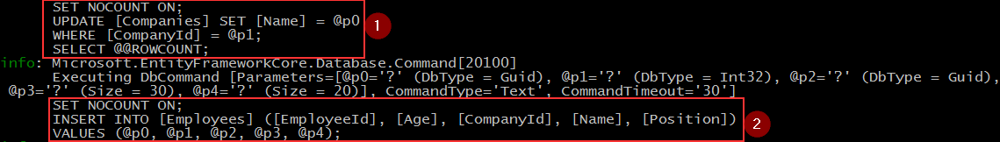 SET NOCOUNT ON;
UPDATE [Companies] SET [Name] = @p0
WHERE [CompanyId] = @p1;
SELECT @@ROWCOUNT;
1
info: Microsoft.EntityFrameworkCore.Database.Command[20100]
Executing DbCommand [Parameters=[@p0='?' (DbType = Guid), @p1='?' (DbType = Int32), @p2='?' (DbType = Guid),
@p3='?' (Size = 30), @p4='?' (Size = 20)], CommandType='Text', CommandTimeout='30']
SET NOCOUNT ON;
INSERT INTO [Employees] ([EmployeeId], [Age], [CompanyId], [Name], [Position])
VALUES (@p0, @p1, @p2, @p3, @p4);
2